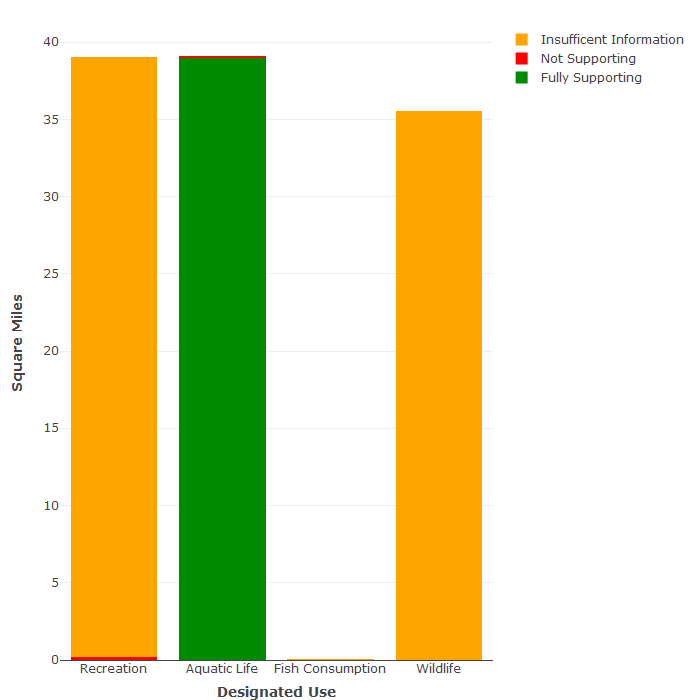 Insufficent Information
Not Supporting
Fully Supporting
40
35
30
25
20
15
10
5
0
Square Miles
Recreation Aquatic Life Fish Consumption Wildlife
Designated Use